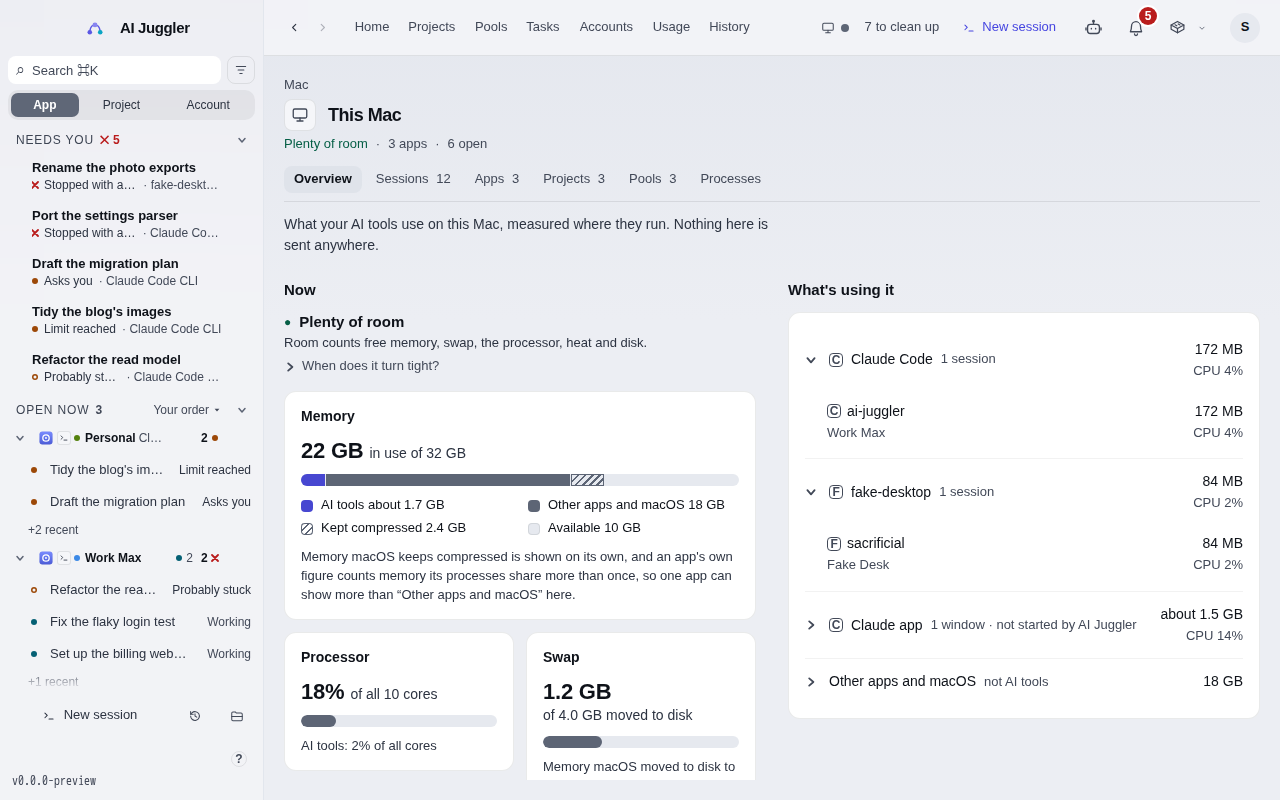 AI Juggler
Search ⌘K
App Project Account
NEEDS YOU 5
Rename the photo exports
Stopped with a… · fake-deskt…
Port the settings parser
Stopped with a… · Claude Co…
Draft the migration plan
Asks you · Claude Code CLI
Tidy the blog's images
Limit reached · Claude Code CLI
Refactor the read model
Probably st… · Claude Code …
OPEN NOW 3 Your order
Personal Cl… 2
Tidy the blog's im… Limit reached
Draft the migration plan Asks you
+2 recent
Work Max 2 2
Refactor the rea… Probably stuck
Fix the flaky login test Working
Set up the billing web… Working
+1 recent
New session
?
v0.0.0-preview
Home Projects Pools Tasks Accounts Usage History
7 to clean up New session 5 S
Mac
This Mac
Plenty of room · 3 apps · 6 open
Overview Sessions 12 Apps 3 Projects 3 Pools 3 Processes
What your AI tools use on this Mac, measured where they run. Nothing here is
sent anywhere.
Now
Plenty of room
Room counts free memory, swap, the processor, heat and disk.
When does it turn tight?
Memory
22 GB in use of 32 GB
AI tools about 1.7 GB Other apps and macOS 18 GB
Kept compressed 2.4 GB Available 10 GB
Memory macOS keeps compressed is shown on its own, and an app's own
figure counts memory its processes share more than once, so one app can
show more than “Other apps and macOS” here.
Processor
18% of all 10 cores
AI tools: 2% of all cores
Swap
1.2 GB
of 4.0 GB moved to disk
Memory macOS moved to disk to
What's using it
C Claude Code 1 session 172 MB
CPU 4%
C ai-juggler 172 MB
Work Max CPU 4%
F fake-desktop 1 session 84 MB
CPU 2%
F sacrificial 84 MB
Fake Desk CPU 2%
C Claude app 1 window · not started by AI Juggler about 1.5 GB
CPU 14%
Other apps and macOS not AI tools 18 GB